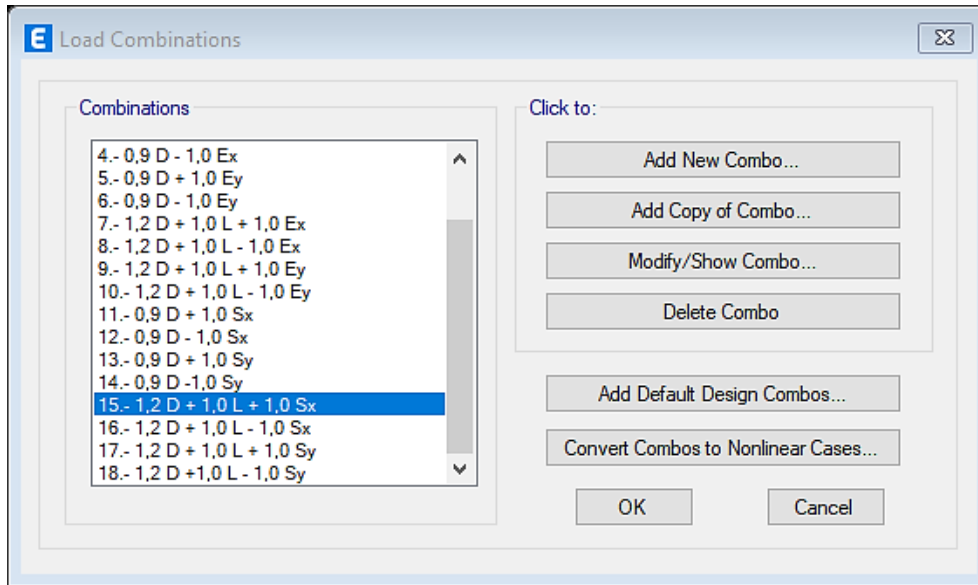 E Load Combinations
Combinations
4.- 0,9 D - 1,0 Ex
5.- 0,9 D + 1,0 Ey
6.- 0,9 D - 1,0 Ey
7.- 1,2 D + 1,0 L + 1,0 Ex
8.- 1,2 D + 1,0 L - 1,0 Ex
9.- 1,2 D + 1,0 L + 1,0 Ey
10.- 1,2 D + 1,0 L - 1,0 Ey
11.- 0,9 D + 1,0 Sx
12.- 0,9 D - 1,0 Sx
13.- 0,9 D + 1,0 Sy
14.- 0,9 D -1,0 Sy
15.- 1,2 D + 1,0 L + 1,0 Sx
16.- 1,2 D + 1,0 L - 1,0 Sx
17.- 1,2 D + 1,0 L + 1,0 Sy
18.- 1,2 D +1,0 L - 1,0 Sy
Click to:
Add New Combo...
Add Copy of Combo...
Modify/Show Combo...
Delete Combo
Add Default Design Combos...
Convert Combos to Nonlinear Cases...
OK
Cancel